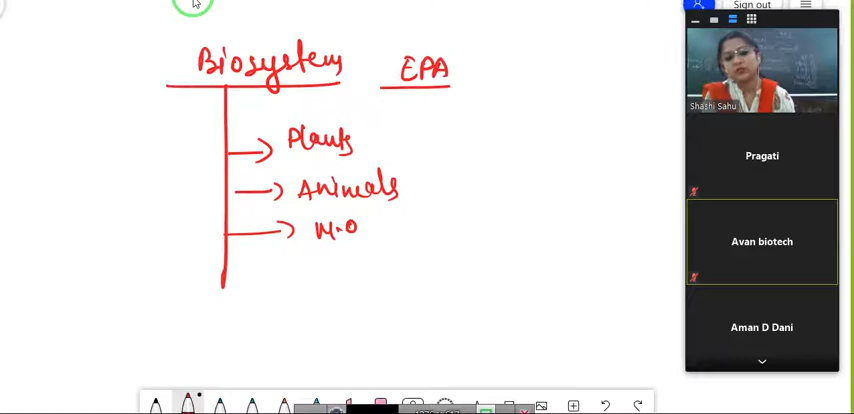 Sign out
Biosystem EPA
Plants
Animals
M.O
Shashi Sahu
Pragati
Avan biotech
Aman D Dani